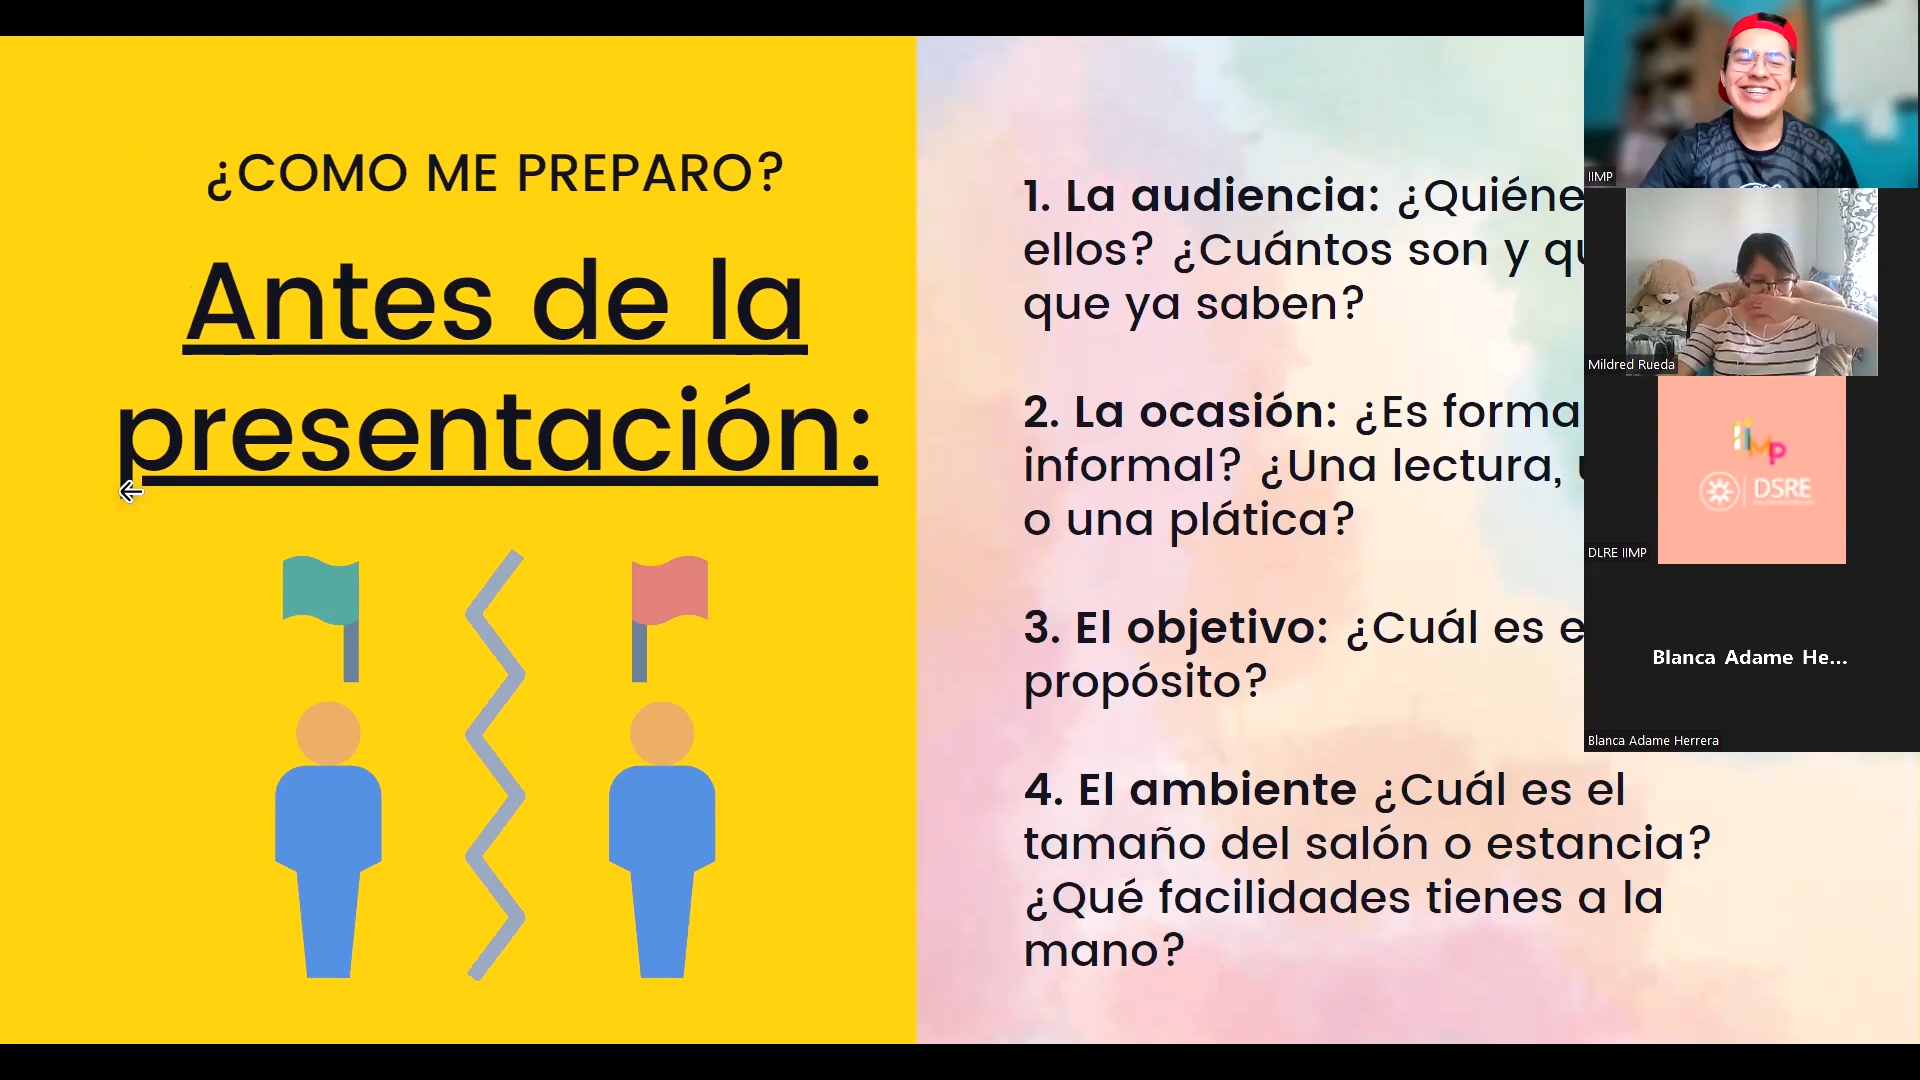 ¿COMO ME PREPARO?
Antes de la
presentación:
1. La audiencia:
ellos? ¿Cuántos son y
que ya saben?
2. La ocasión: ¿Es
informal? ¿Una lectura,
o una plática?
3. El objetivo: ¿Cuál es
propósito?
4. El ambiente ¿Cuál es el
tamaño del salón o estancia?
¿Qué facilidades tienes a la
mano?
IIMP
Mildred Rueda
iiMp
DSRE
DLRE IIMP
Blanca Adame He...
Blanca Adame Herrera